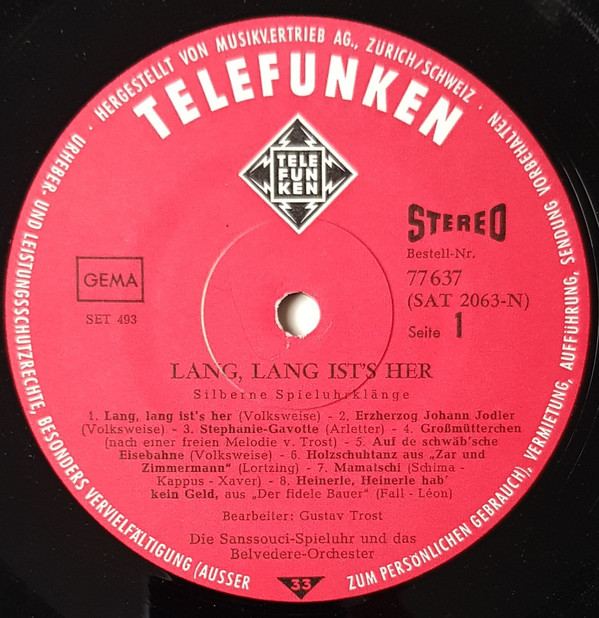 URHEBER- UND LEISTUNGSSCHUTZRECHTE, BESONDERS VERVIELFÄLTIGUNG (AUSSER ZUM PERSÖNLICHEN GEBRAUCH), VERMIETUNG, AUFFÜHRUNG, SENDUNG VORBEHALTEN
· HERGESTELLT VON MUSIKV.ERTRIEB AG., ZÜRICH/SCHWEIZ ·
TELEFUNKEN
TELE
FUN
KEN
STEREO
Bestell-Nr.
77637
(SAT 2063-N)
Seite 1
GEMA
SET 493
LANG, LANG IST'S HER
Silberne Spieluhrklänge
1. Lang, lang ist's her (Volksweise) - 2. Erzherzog Johann Jodler
(Volksweise) - 3. Stephanie-Gavotte (Arletter) - 4. Großmütterchen
(nach einer freien Melodie v. Trost) - 5. Auf de schwäb'sche
Eisebahne (Volksweise) - 6. Holzschuhtanz aus „Zar und
Zimmermann" (Lortzing) - 7. Mamatschi (Schima -
Kappus - Xaver) - 8. Heinerle, Heinerle hab'
kein Geld, aus „Der fidele Bauer" (Fall - Léon)
Bearbeiter: Gustav Trost
Die Sanssouci-Spieluhr und das
Belvedere-Orchester
33